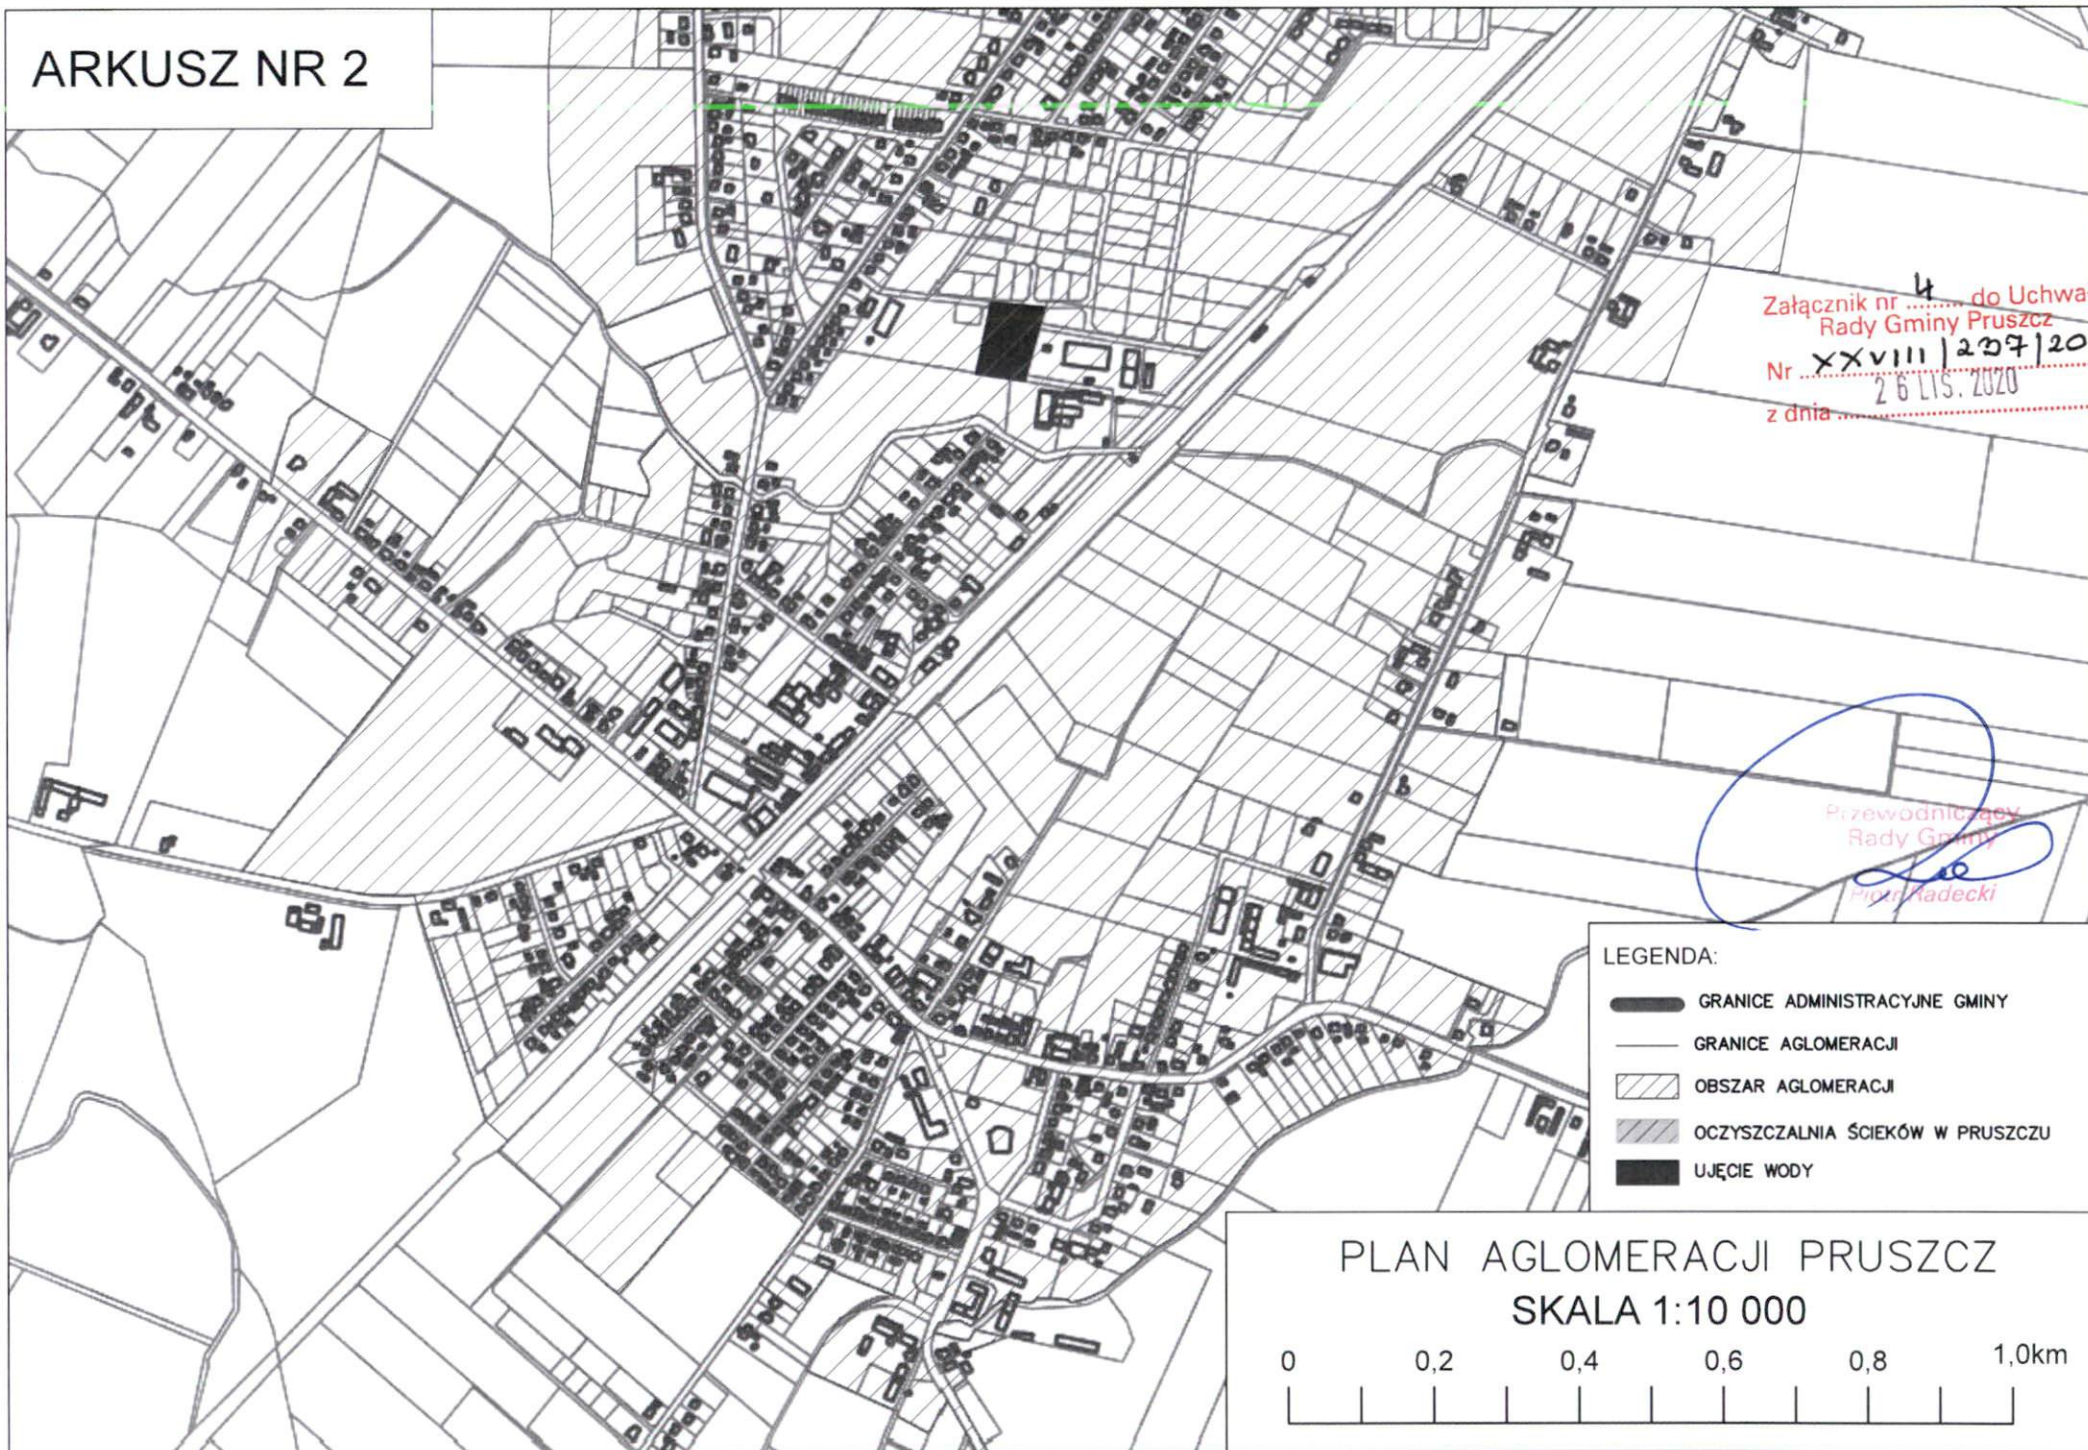 ARKUSZ NR 2
Załącznik nr ...4... do Uchwa
Rady Gminy Pruszcz
Nr XXVIII/237/20
z dnia 26 LIS. 2020
Przewodniczący
Rady Gminy
Piotr Radecki
LEGENDA:
GRANICE ADMINISTRACYJNE GMINY
GRANICE AGLOMERACJI
OBSZAR AGLOMERACJI
OCZYSZCZALNIA ŚCIEKÓW W PRUSZCZU
UJĘCIE WODY
PLAN AGLOMERACJI PRUSZCZ
SKALA 1:10 000
0 0,2 0,4 0,6 0,8 1,0km